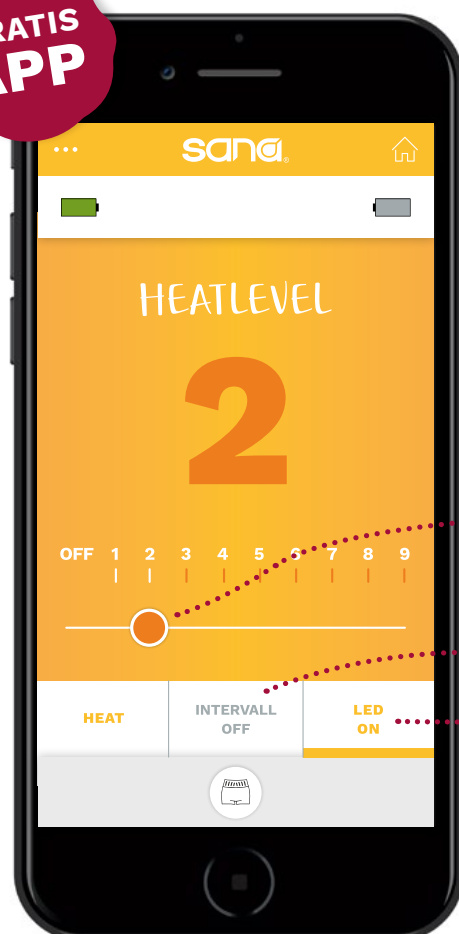 RATIS
APP
...
sana
HEATLEVEL
2
OFF 1 2 3 4 5 6 7 8 9
HEAT
INTERVALL
OFF
LED
ON